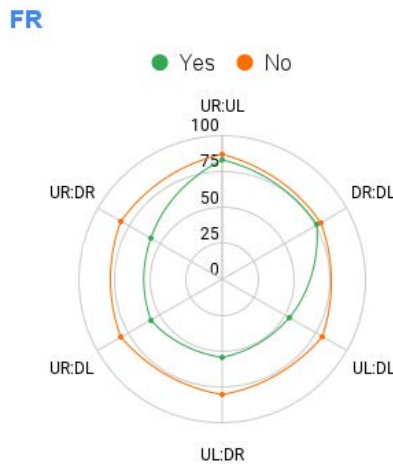 FR
Yes No
UR:UL
100
75
50
25
0
UR:DR
DR:DL
UR:DL
UL:DL
UL:DR